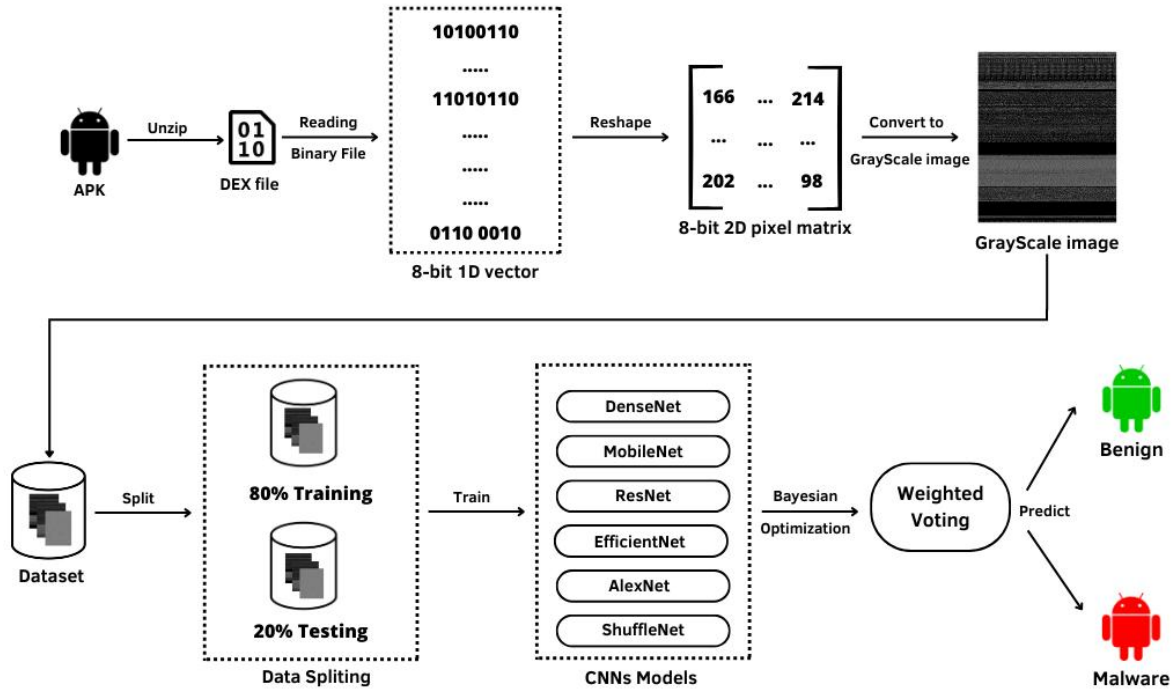 APK
Unzip
01
10
DEX file
Reading
Binary File
10100110
.....
11010110
.....
.....
.....
0110 0010
8-bit 1D vector
Reshape
166 ... 214
... ... ...
202 ... 98
8-bit 2D pixel matrix
Convert to
GrayScale image
GrayScale image
Dataset
Split
80% Training
20% Testing
Data Spliting
Train
DenseNet
MobileNet
ResNet
EfficientNet
AlexNet
ShuffleNet
CNNs Models
Bayesian
Optimization
Weighted
Voting
Predict
Benign
Malware